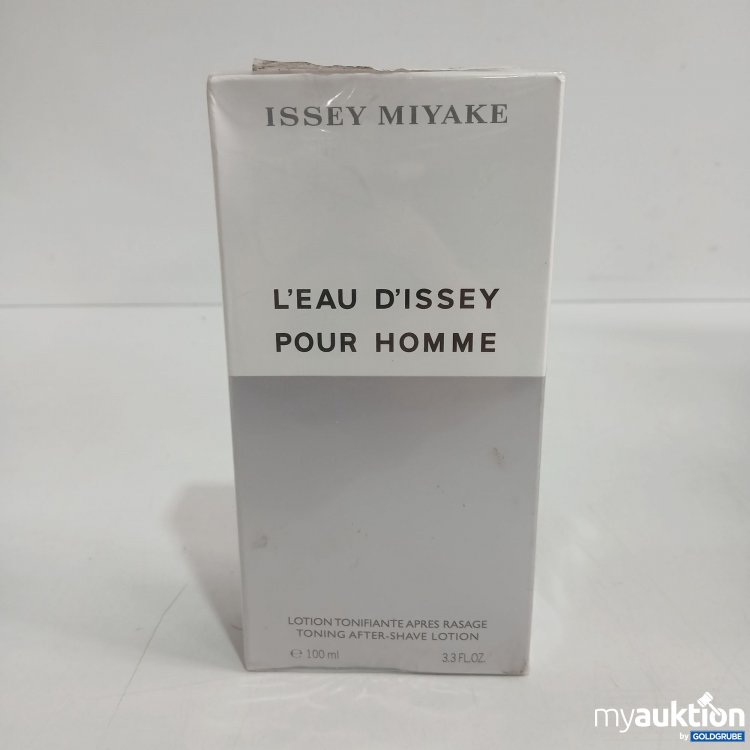 ISSEY MIYAKE
L'EAU D'ISSEY
POUR HOMME
LOTION TONIFIANTE APRES RASAGE
TONING AFTER-SHAVE LOTION
℮ 100 ml 3.3 FL.OZ.
myauktion
by GOLDGRUBE